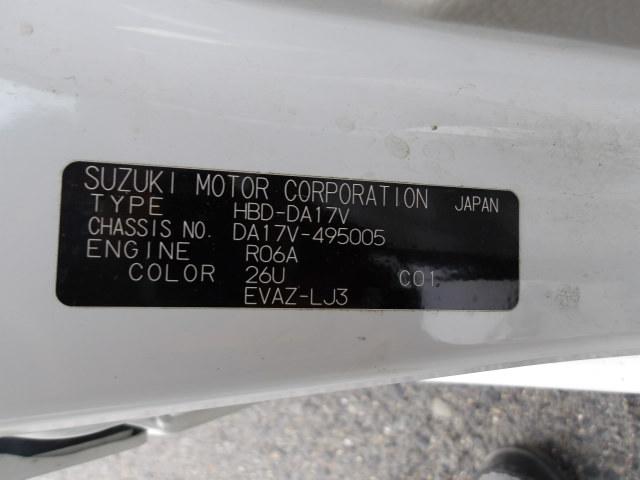 SUZUKI MOTOR CORPORATION JAPAN
TYPE HBD-DA17V
CHASSIS NO. DA17V-495005
ENGINE R06A
COLOR 26U C01
EVAZ-LJ3